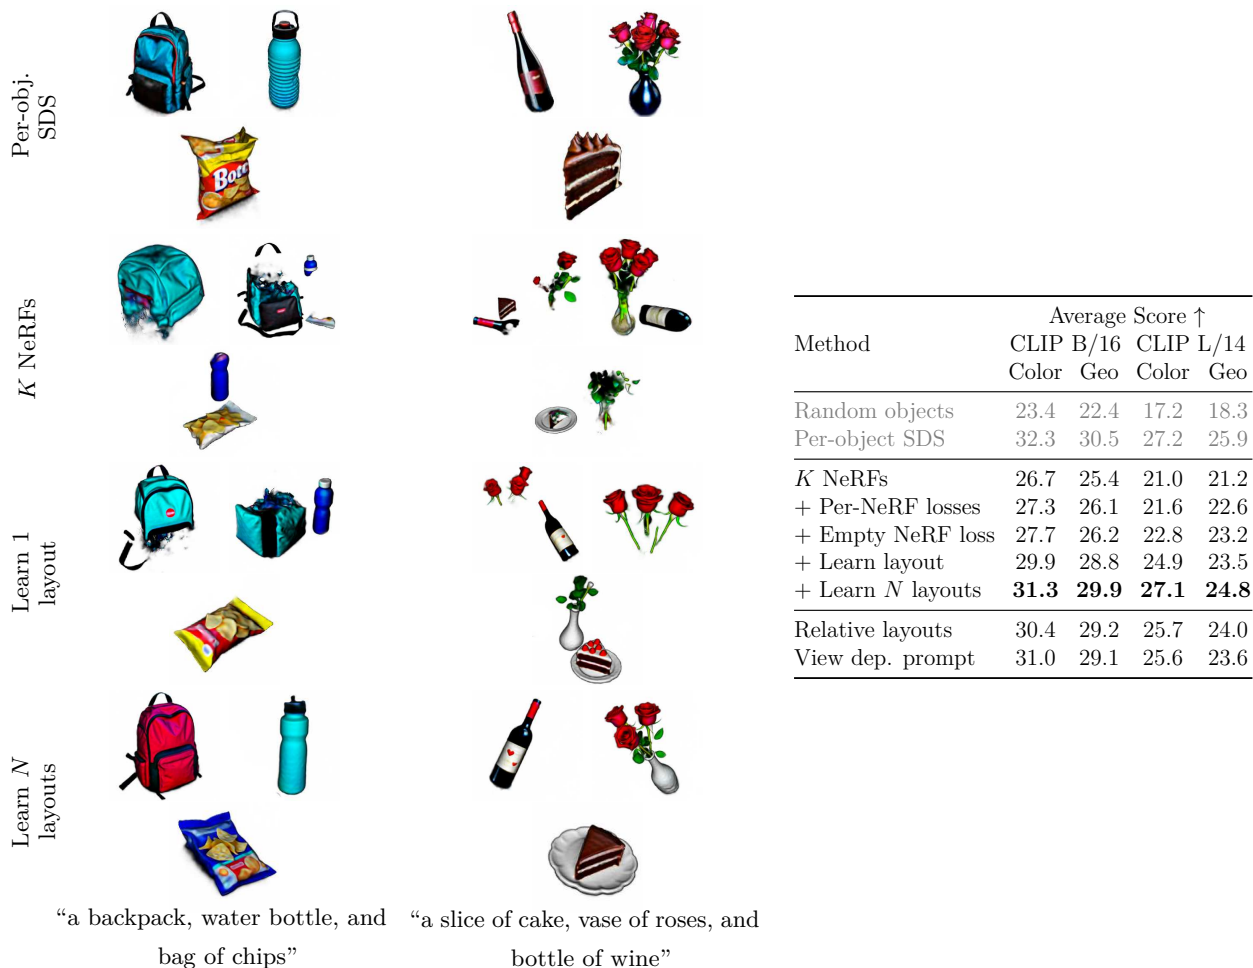 Per-obj.
SDS
Botc
K NeRFs
Learn 1
layout
Learn N
layouts
“a backpack, water bottle, and
bag of chips”
“a slice of cake, vase of roses, and
bottle of wine”
Average Score ↑
Method CLIP B/16 CLIP L/14
Color Geo Color Geo
Random objects 23.4 22.4 17.2 18.3
Per-object SDS 32.3 30.5 27.2 25.9
K NeRFs 26.7 25.4 21.0 21.2
+ Per-NeRF losses 27.3 26.1 21.6 22.6
+ Empty NeRF loss 27.7 26.2 22.8 23.2
+ Learn layout 29.9 28.8 24.9 23.5
+ Learn N layouts 31.3 29.9 27.1 24.8
Relative layouts 30.4 29.2 25.7 24.0
View dep. prompt 31.0 29.1 25.6 23.6